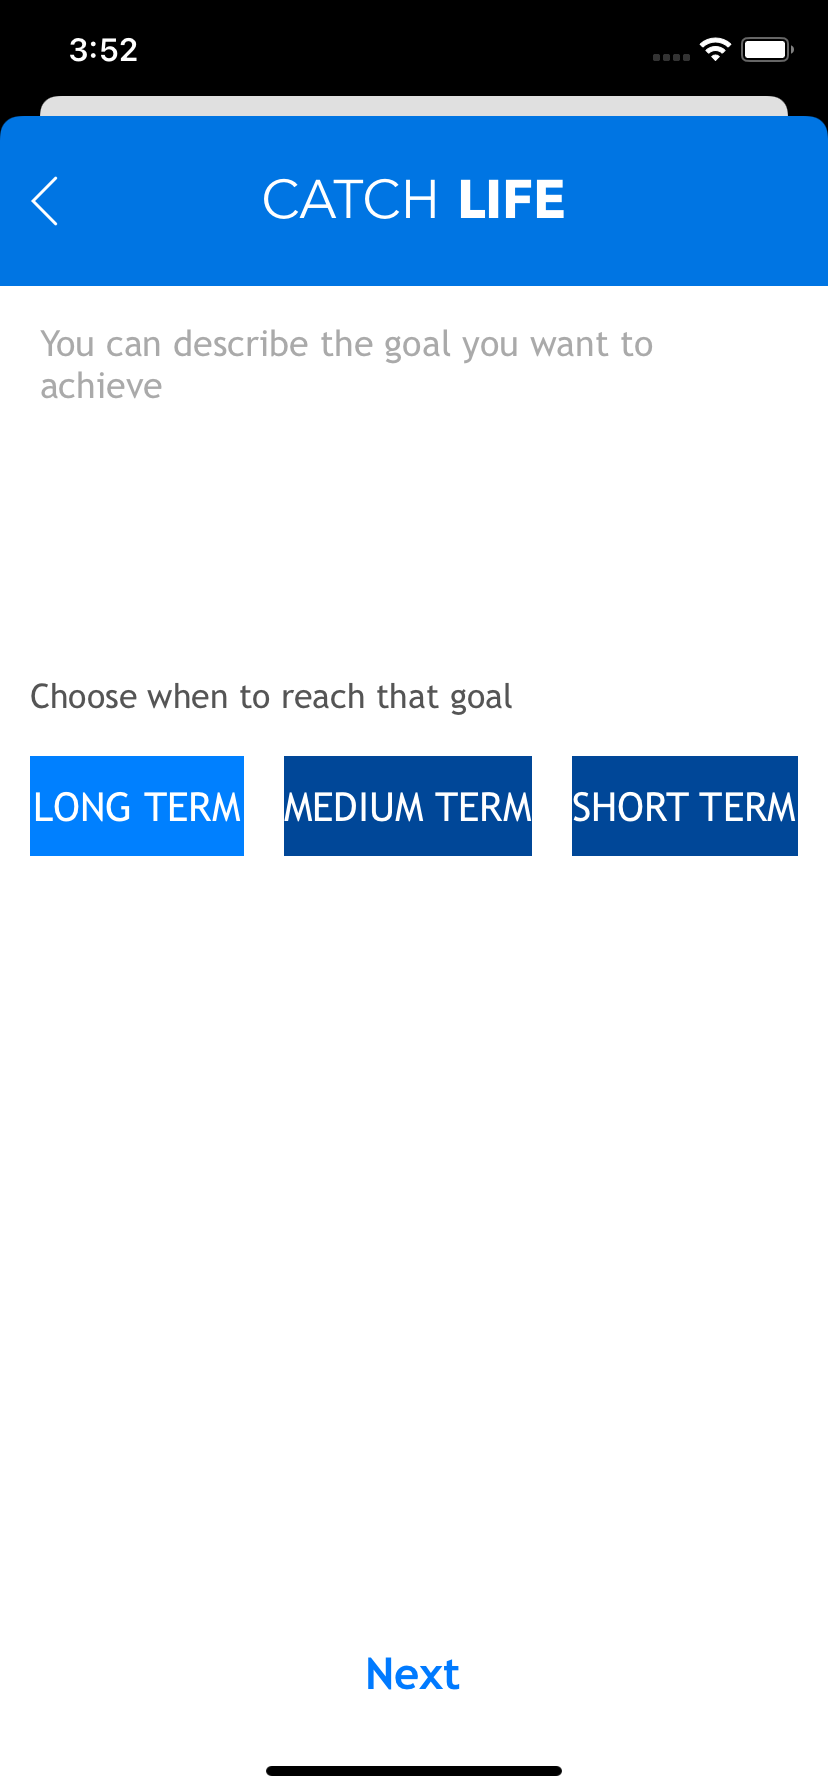 3:52
CATCH LIFE
You can describe the goal you want to
achieve
Choose when to reach that goal
LONG TERM MEDIUM TERM SHORT TERM
Next